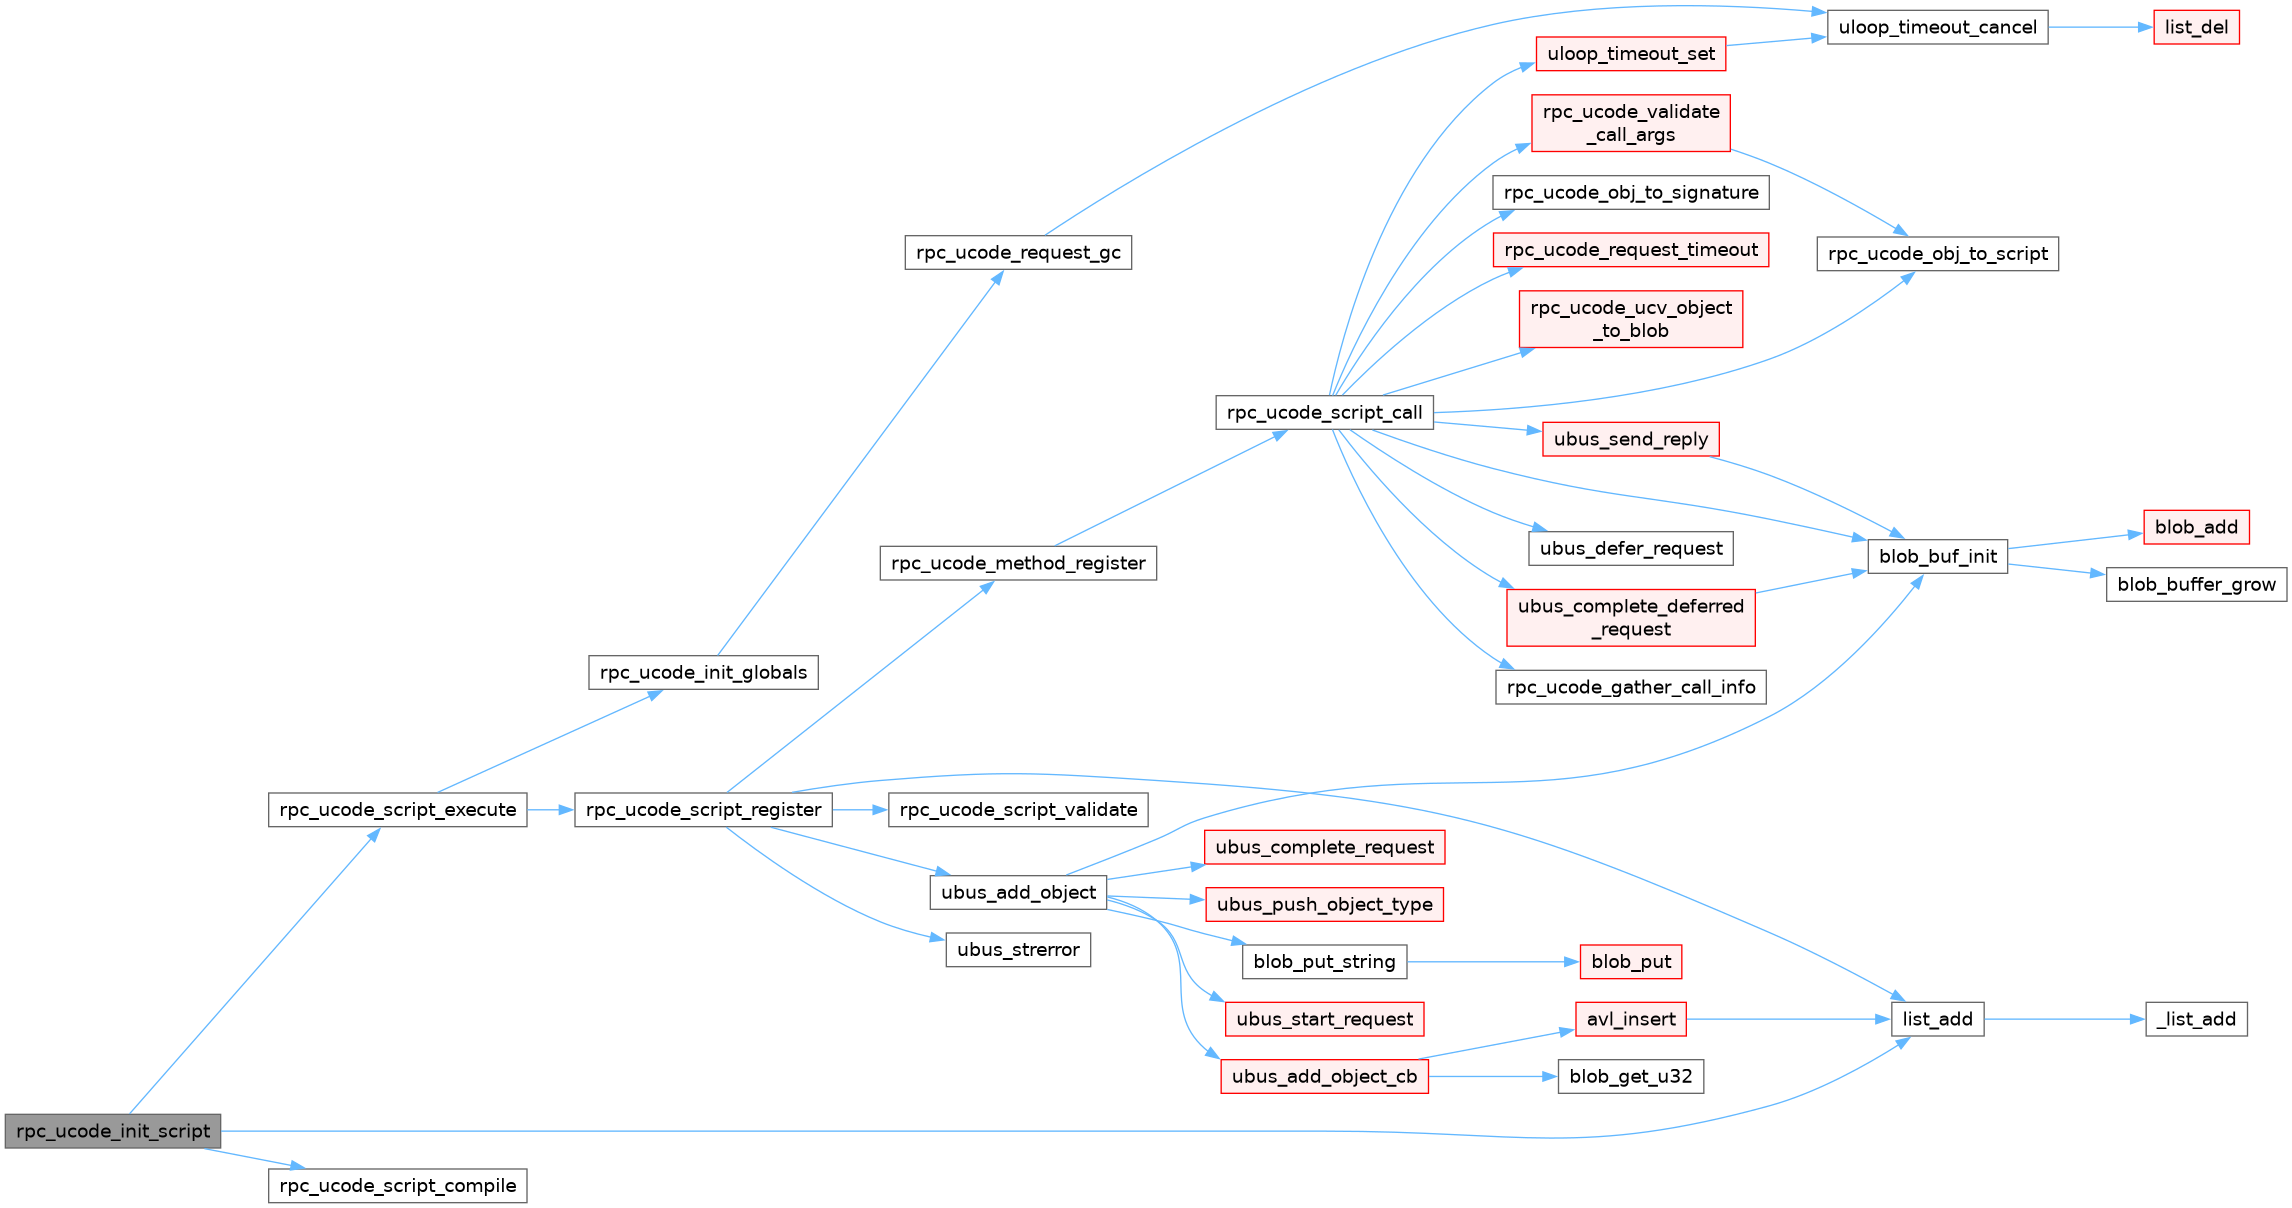 uloop_timeout_cancel
list_del
uloop_timeout_set
rpc_ucode_validate
_call_args
rpc_ucode_obj_to_signature
rpc_ucode_request_gc
rpc_ucode_request_timeout
rpc_ucode_obj_to_script
rpc_ucode_ucv_object
_to_blob
rpc_ucode_script_call
ubus_send_reply
blob_add
ubus_defer_request
blob_buf_init
rpc_ucode_method_register
blob_buffer_grow
ubus_complete_deferred
_request
rpc_ucode_init_globals
rpc_ucode_gather_call_info
rpc_ucode_script_execute
rpc_ucode_script_register
rpc_ucode_script_validate
ubus_complete_request
ubus_add_object
ubus_push_object_type
ubus_strerror
blob_put_string
blob_put
ubus_start_request
avl_insert
list_add
_list_add
ubus_add_object_cb
blob_get_u32
rpc_ucode_init_script
rpc_ucode_script_compile